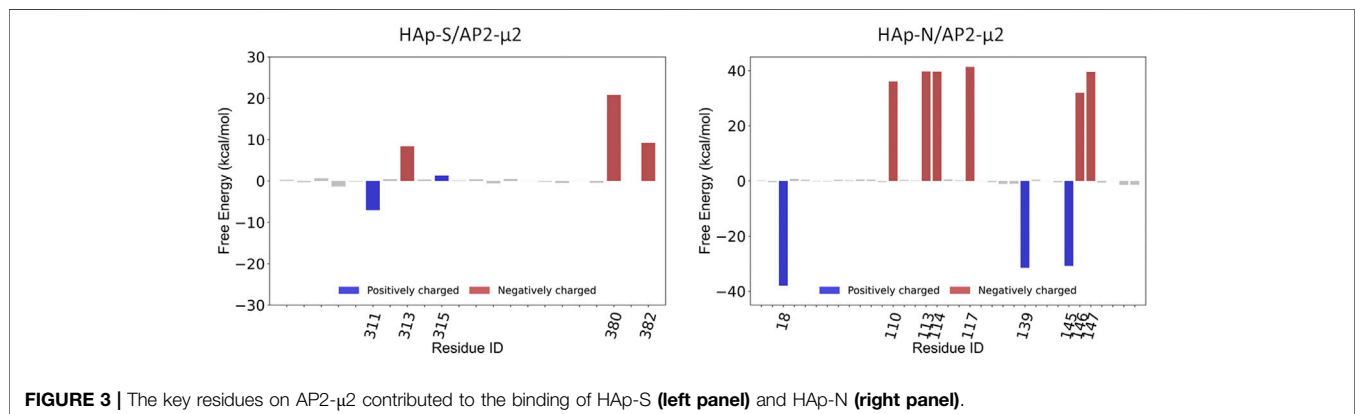 HAp-S/AP2-μ2
Free Energy (kcal/mol)
30
20
10
0
−10
−20
−30
Positively charged
Negatively charged
311
313
315
380
382
Residue ID
HAp-N/AP2-μ2
Free Energy (kcal/mol)
40
20
0
−20
−40
Positively charged
Negatively charged
18
110
113
114
117
139
145
146
147
Residue ID
FIGURE 3 | The key residues on AP2-μ2 contributed to the binding of HAp-S (left panel) and HAp-N (right panel).